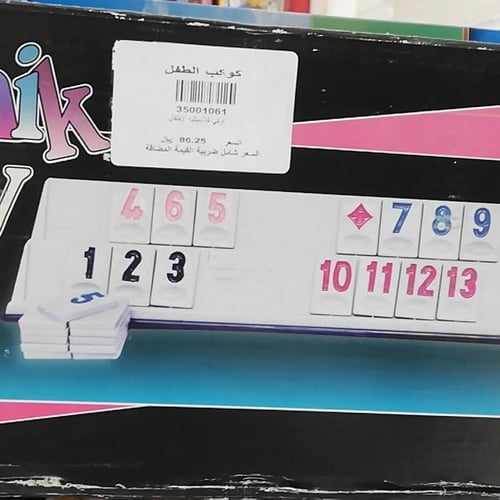 ik
كوكب الطفل
35001061
السعر 86.25 ريال
السعر شامل ضريبة القيمة المضافة
4 6 5
7 8 9
1 2 3
10 11 12 13
5